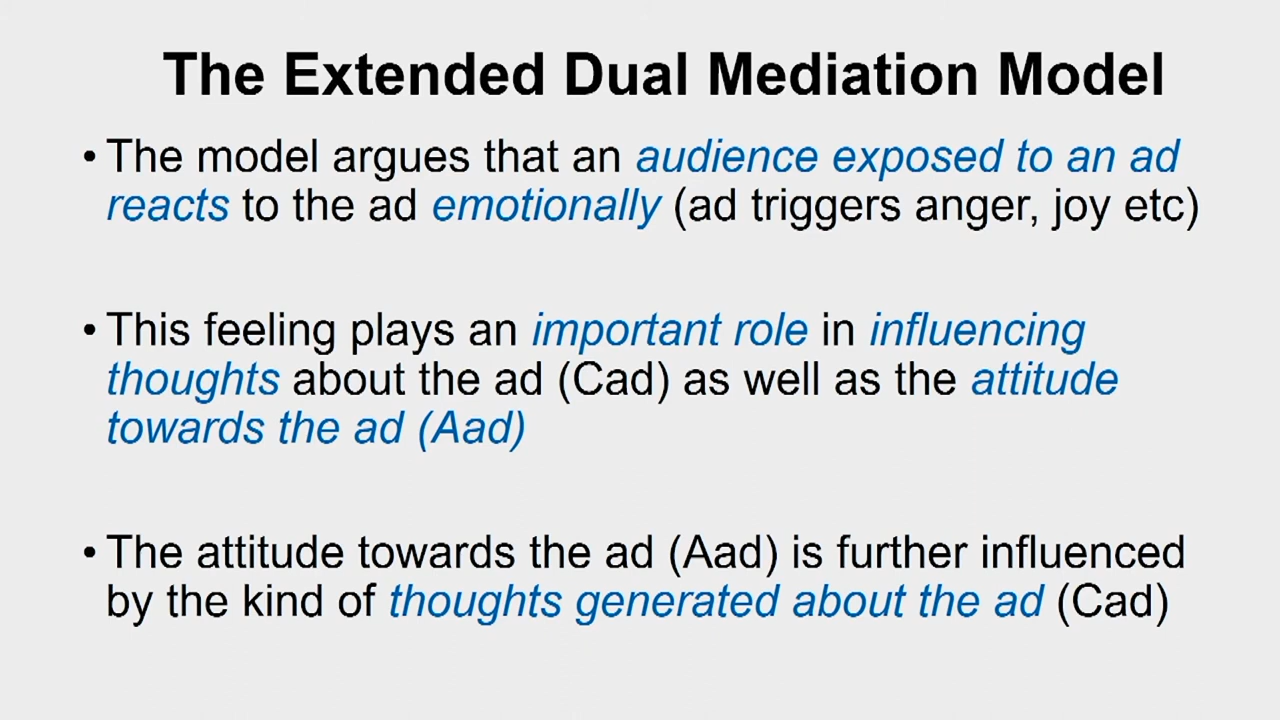 The Extended Dual Mediation Model
• The model argues that an audience exposed to an ad
reacts to the ad emotionally (ad triggers anger, joy etc)
• This feeling plays an important role in influencing
thoughts about the ad (Cad) as well as the attitude
towards the ad (Aad)
• The attitude towards the ad (Aad) is further influenced
by the kind of thoughts generated about the ad (Cad)